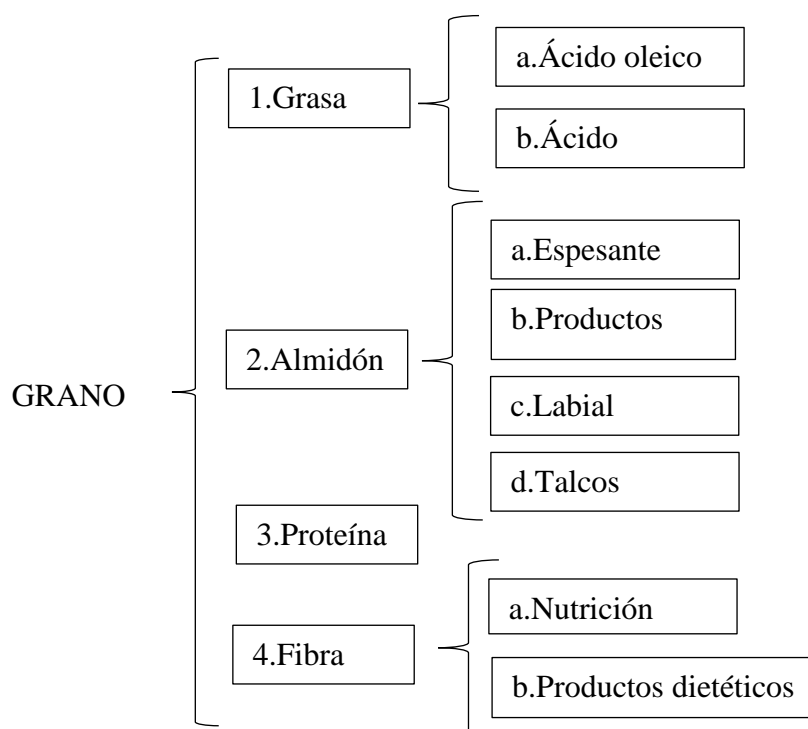 GRANO
1.Grasa
a.Ácido oleico
b.Ácido
2.Almidón
a.Espesante
b.Productos
c.Labial
d.Talcos
3.Proteína
4.Fibra
a.Nutrición
b.Productos dietéticos